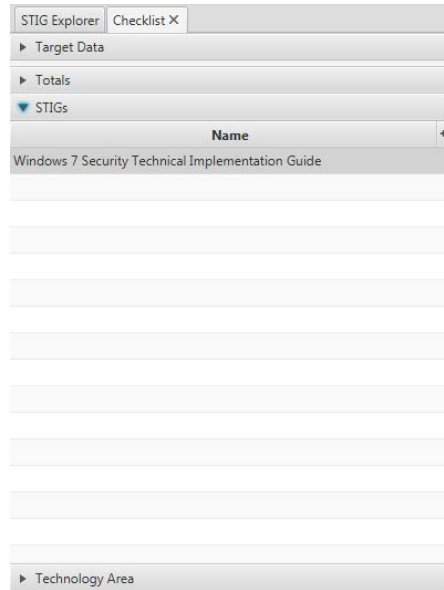 STIG Explorer Checklist
Target Data
Totals
STIGs
Name
Windows 7 Security Technical Implementation Guide
Technology Area